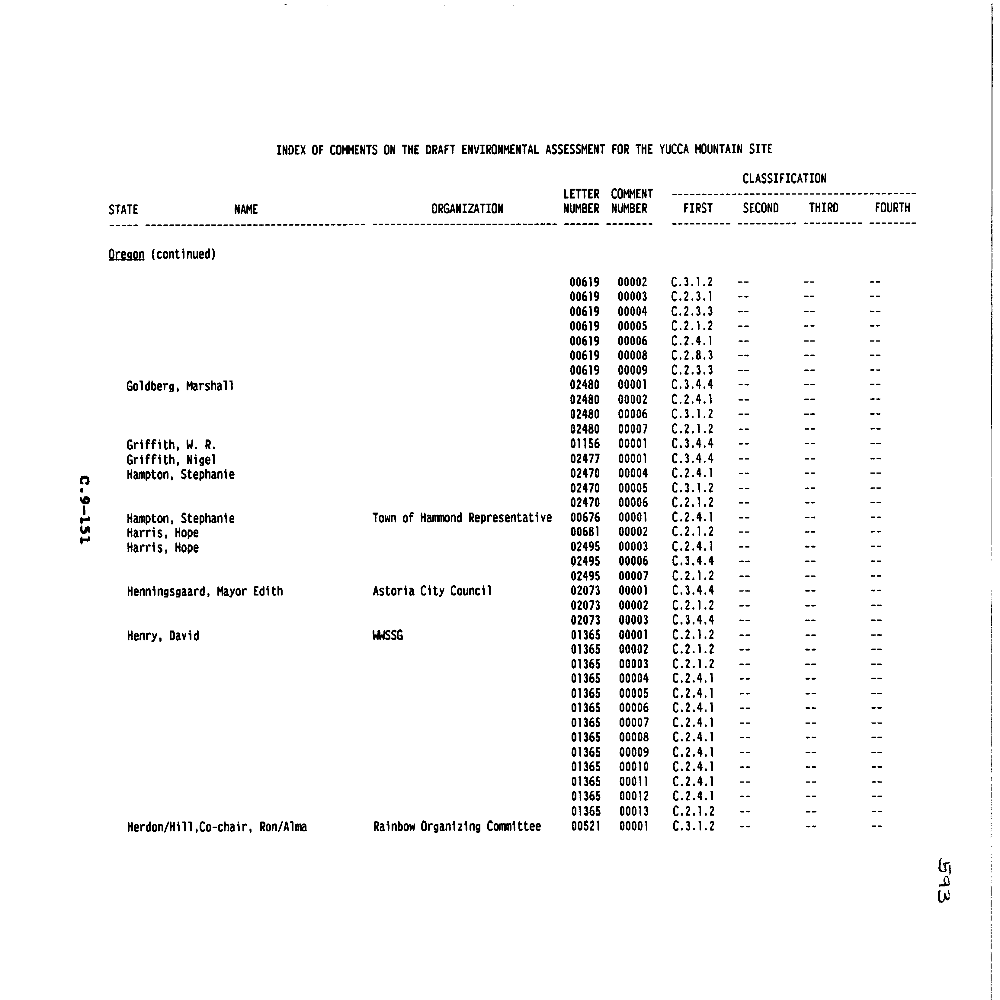 INDEX OF COMMENTS ON THE DRAFT ENVIRONMENTAL ASSESSMENT FOR THE YUCCA MOUNTAIN SITE
CLASSIFICATION
LETTER COMMENT
STATE NAME ORGANIZATION NUMBER NUMBER FIRST SECOND THIRD FOURTH
Oregon (continued)
00619 00002 C.3.1.2 -- -- --
00619 00003 C.2.3.1 -- -- --
00619 00004 C.2.3.3 -- -- --
00619 00005 C.2.1.2 -- -- --
00619 00006 C.2.4.1 -- -- --
00619 00008 C.2.8.3 -- -- --
00619 00009 C.2.3.3 -- -- --
Goldberg, Marshall 02480 00001 C.3.4.4 -- -- --
02480 00002 C.2.4.1 -- -- --
02480 00006 C.3.1.2 -- -- --
02480 00007 C.2.1.2 -- -- --
Griffith, W. R. 01156 00001 C.3.4.4 -- -- --
Griffith, Nigel 02477 00001 C.3.4.4 -- -- --
Hampton, Stephanie 02470 00004 C.2.4.1 -- -- --
02470 00005 C.3.1.2 -- -- --
02470 00006 C.2.1.2 -- -- --
Hampton, Stephanie Town of Hammond Representative 00676 00001 C.2.4.1 -- -- --
Harris, Hope 00681 00002 C.2.1.2 -- -- --
Harris, Hope 02495 00003 C.2.4.1 -- -- --
02495 00006 C.3.4.4 -- -- --
02495 00007 C.2.1.2 -- -- --
Henningsgaard, Mayor Edith Astoria City Council 02073 00001 C.3.4.4 -- -- --
02073 00002 C.2.1.2 -- -- --
02073 00003 C.3.4.4 -- -- --
Henry, David WWSSG 01365 00001 C.2.1.2 -- -- --
01365 00002 C.2.1.2 -- -- --
01365 00003 C.2.1.2 -- -- --
01365 00004 C.2.4.1 -- -- --
01365 00005 C.2.4.1 -- -- --
01365 00006 C.2.4.1 -- -- --
01365 00007 C.2.4.1 -- -- --
01365 00008 C.2.4.1 -- -- --
01365 00009 C.2.4.1 -- -- --
01365 00010 C.2.4.1 -- -- --
01365 00011 C.2.4.1 -- -- --
01365 00012 C.2.4.1 -- -- --
01365 00013 C.2.1.2 -- -- --
Herdon/Hill,Co-chair, Ron/Alma Rainbow Organizing Committee 00521 00001 C.3.1.2 -- -- --
C.9-151
593